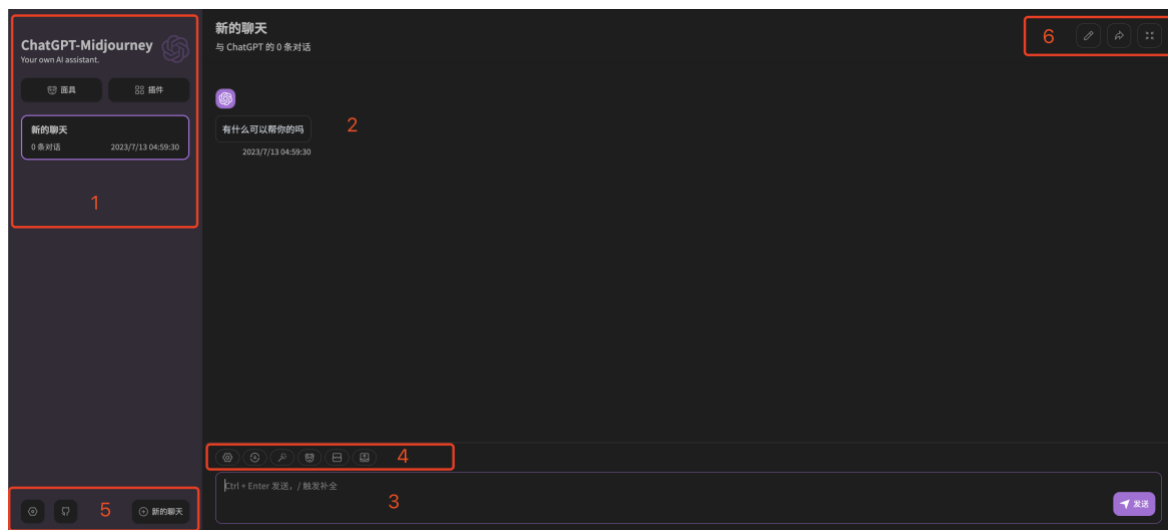 ChatGPT-Midjourney
Your own AI assistant.
面具
插件
新的聊天
0 条对话
2023/7/13 04:59:30
1
新的聊天
与 ChatGPT 的 0 条对话
6
有什么可以帮你的吗
2
2023/7/13 04:59:30
4
Ctrl + Enter 发送，/ 触发补全
3
发送
5
新的聊天